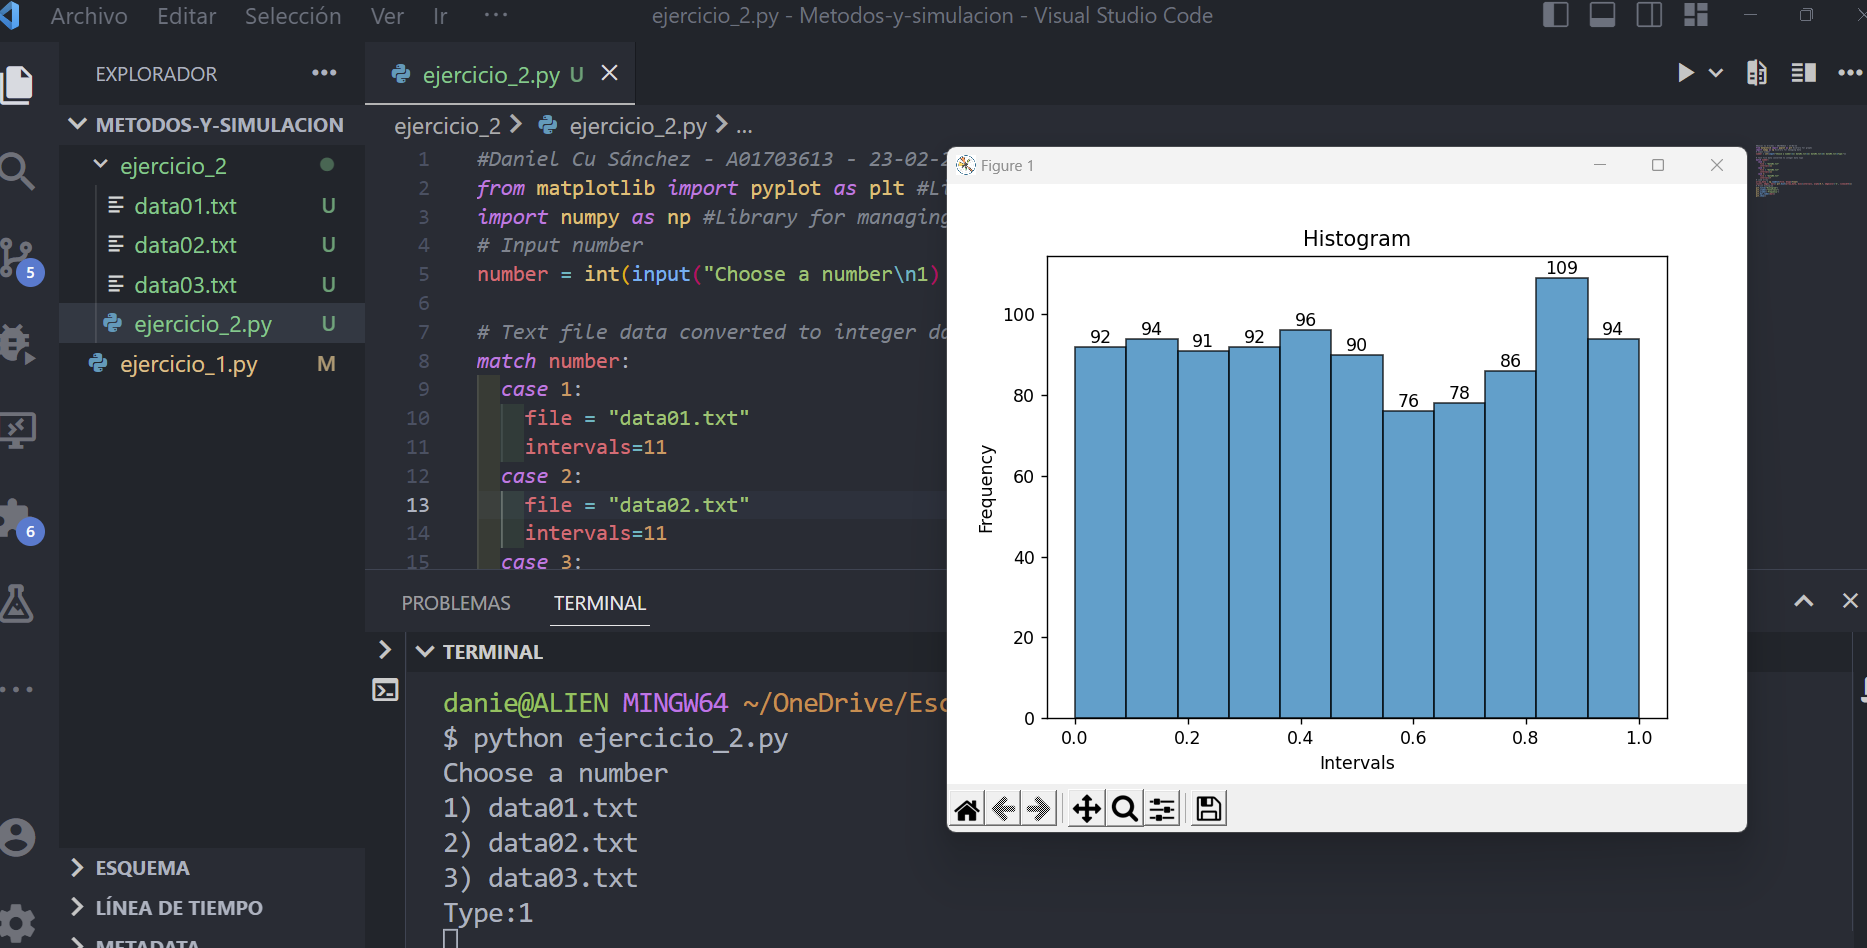 Archivo Editar Selección Ver Ir ··· ejercicio_2.py - Metodos-y-simulacion - Visual Studio Code
EXPLORADOR
METODOS-Y-SIMULACION
ejercicio_2
data01.txt U
data02.txt U
data03.txt U
ejercicio_2.py U
ejercicio_1.py M
ESQUEMA
LÍNEA DE TIEMPO
METADATA
5
6
ejercicio_2.py U
ejercicio_2 > ejercicio_2.py > ...
1 #Daniel Cu Sánchez - A01703613 - 23-02-
2 from matplotlib import pyplot as plt
3 import numpy as np #Library for managing
4 # Input number
5 number = int(input("Choose a number\n1)
6
7 # Text file data converted to integer
8 match number:
9 case 1:
10 file = "data01.txt"
11 intervals=11
12 case 2:
13 file = "data02.txt"
14 intervals=11
15 case 3:
PROBLEMAS TERMINAL
TERMINAL
danie@ALIEN MINGW64 ~/OneDrive/Esc
$ python ejercicio_2.py
Choose a number
1) data01.txt
2) data02.txt
3) data03.txt
Type:1
Figure 1
Histogram
92 94 91 92 96 90 76 78 86 109 94
Frequency
100
80
60
40
20
0
0.0 0.2 0.4 0.6 0.8 1.0
Intervals